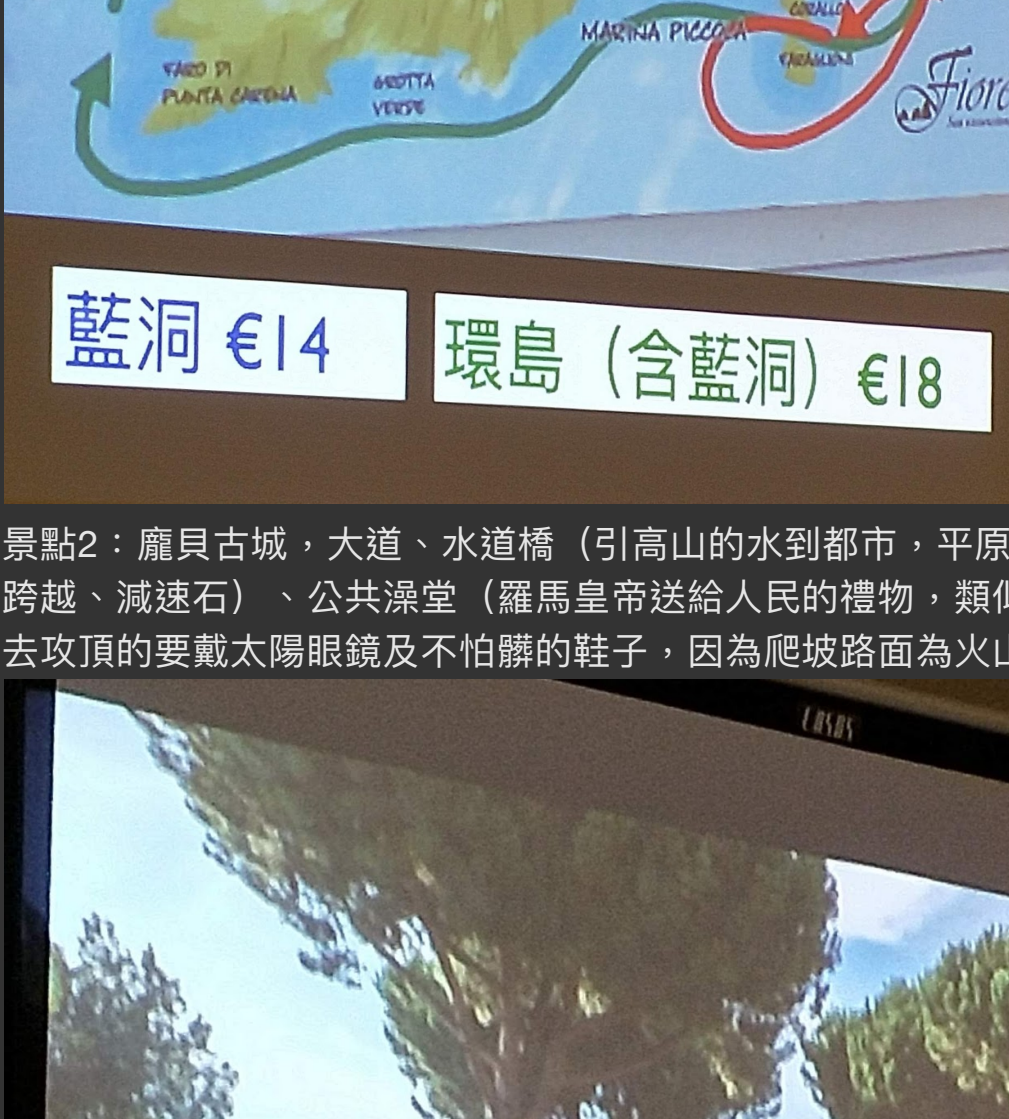 CORALLO
MARINA PICCOLA
FARAGLIONI
FARO DI
PUNTA CARENA
GROTTA
VERDE
Fiore
藍洞 €14
環島（含藍洞）€18
景點2：龐貝古城，大道、水道橋（引高山的水到都市，平原
跨越、減速石）、公共澡堂（羅馬皇帝送給人民的禮物，類似
去攻頂的要戴太陽眼鏡及不怕髒的鞋子，因為爬坡路面為火山